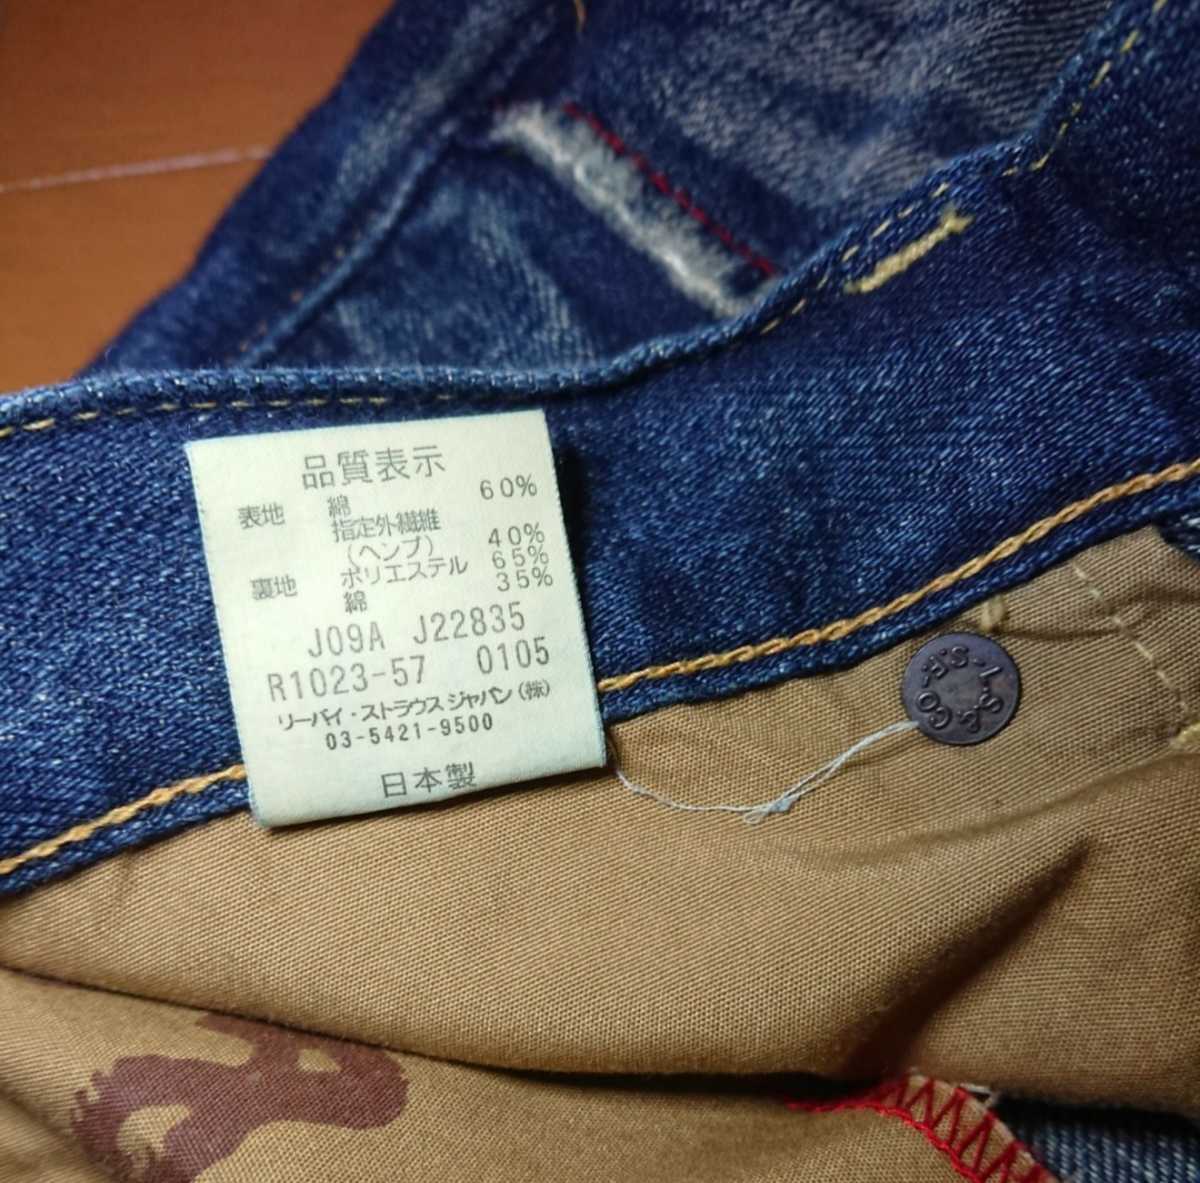 品質表示
表地 綿 60%
指定外繊維
(ヘンプ) 40%
裏地 ポリエステル 65%
綿 35%
J09A J22835
R1023-57 0105
リーバイ・ストラウス ジャパン(株)
03-5421-9500
日本製
L.S.&CO-S.F.